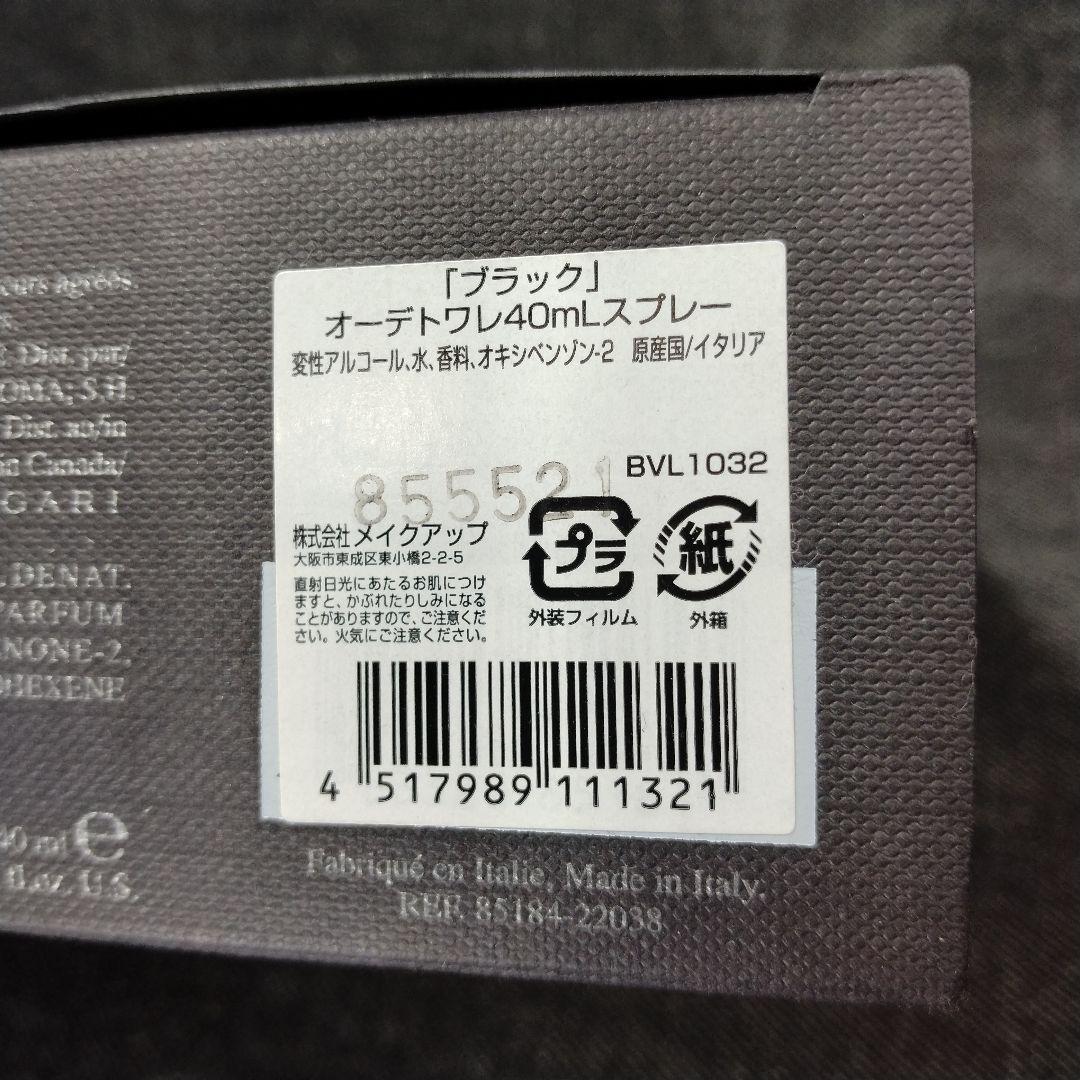 「ブラック」
オーデトワレ40mLスプレー
変性アルコール、水、香料、オキシベンゾン-2 原産国/イタリア
855521
BVL1032
株式会社 メイクアップ
大阪市東成区東小橋2-2-5
直射日光にあたるお肌につけ
ますと、かぶれたりしみになる
ことがありますので、ご注意くだ
さい。火気にご注意ください。
プラ
外装フィルム
紙
外箱
4 517989 111321
Fabriqué en Italie, Made in Italy.
REF. 85184-22038
agréés
Dist. par/
OMA, S.H
Dist. au/in
Canada/
GARI
DENAT.
PARFUM
NONE-2,
OHEXENE
40 ml e
fl.oz. U.S.